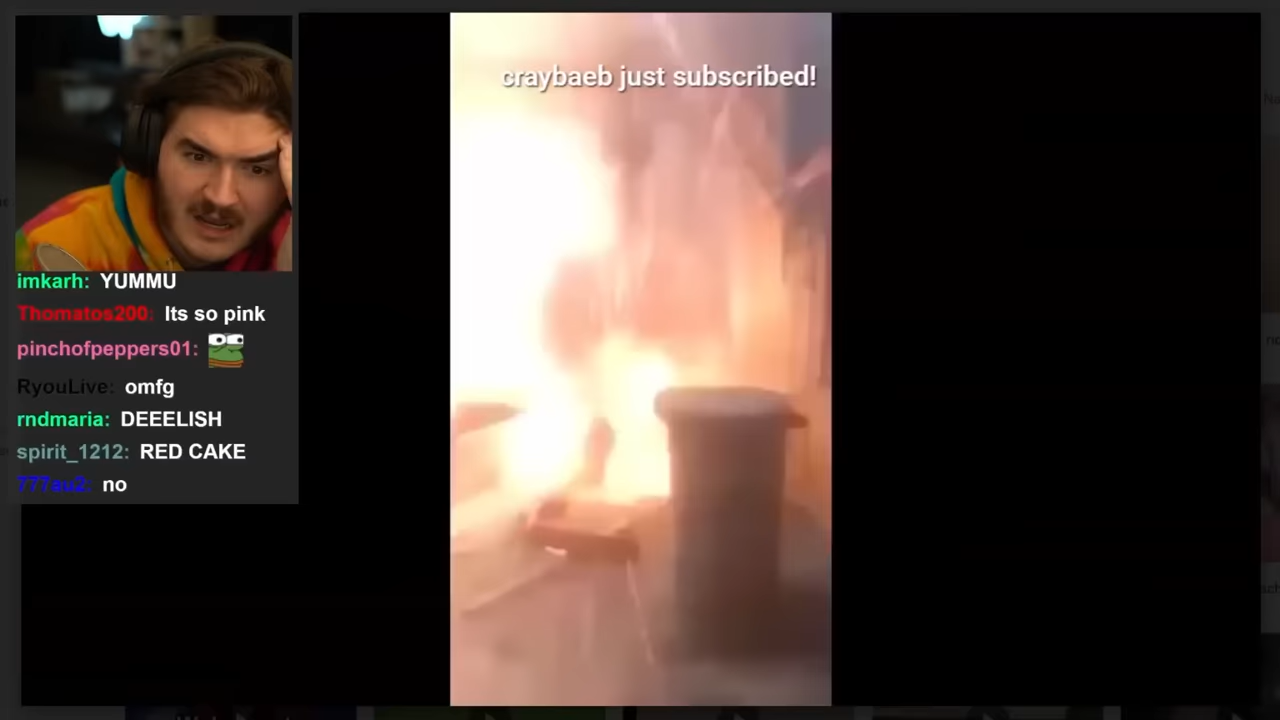 craybaeb just subscribed!
imkarh: YUMMU
Thomatos200: Its so pink
pinchofpeppers01:
RyouLive: omfg
rndmaria: DEEELISH
spirit_1212: RED CAKE
777au2: no